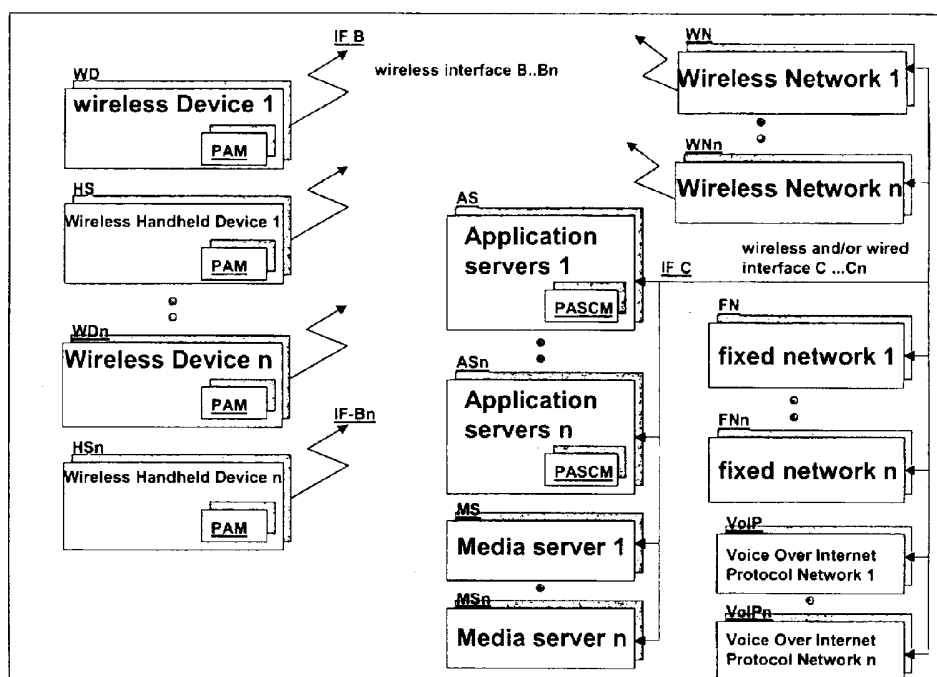 IF B
wireless interface B..Bn
WD
wireless Device 1
PAM
HS
Wireless Handheld Device 1
PAM
WDn
Wireless Device n
PAM
IF-Bn
HSn
Wireless Handheld Device n
PAM
AS
Application
servers 1
PASCM
ASn
Application
servers n
PASCM
MS
Media server 1
MSn
Media server n
WN
Wireless Network 1
WNn
Wireless Network n
wireless and/or wired
interface C ...Cn
IF C
FN
fixed network 1
FNn
fixed network n
VoIP
Voice Over Internet
Protocol Network 1
VoIPn
Voice Over Internet
Protocol Network n